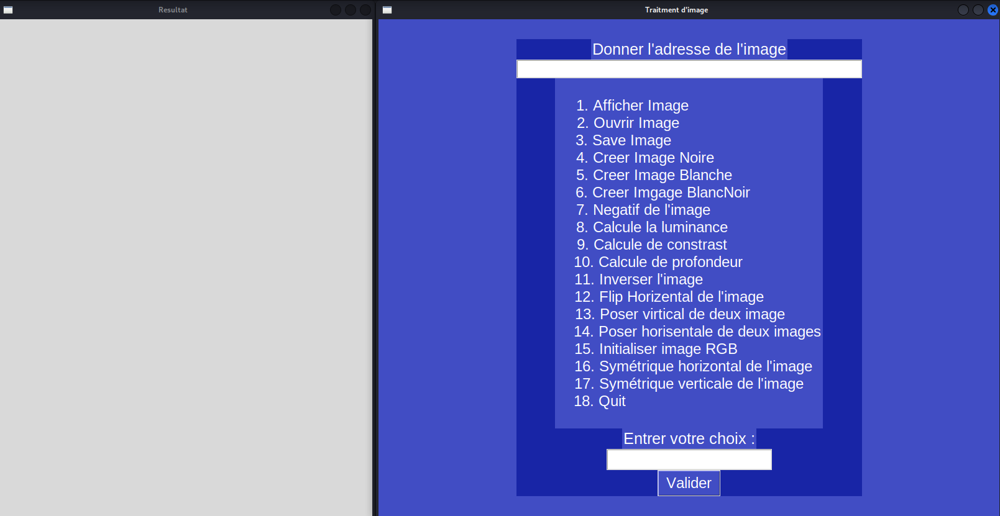 Resultat
Traitment d'image
Donner l'adresse de l'image
1. Afficher Image
2. Ouvrir Image
3. Save Image
4. Creer Image Noire
5. Creer Image Blanche
6. Creer Imgage BlancNoir
7. Negatif de l'image
8. Calcule la luminance
9. Calcule de constrast
10. Calcule de profondeur
11. Inverser l'image
12. Flip Horizental de l'image
13. Poser virtical de deux image
14. Poser horisentale de deux images
15. Initialiser image RGB
16. Symétrique horizontal de l'image
17. Symétrique verticale de l'image
18. Quit
Entrer votre choix :
Valider